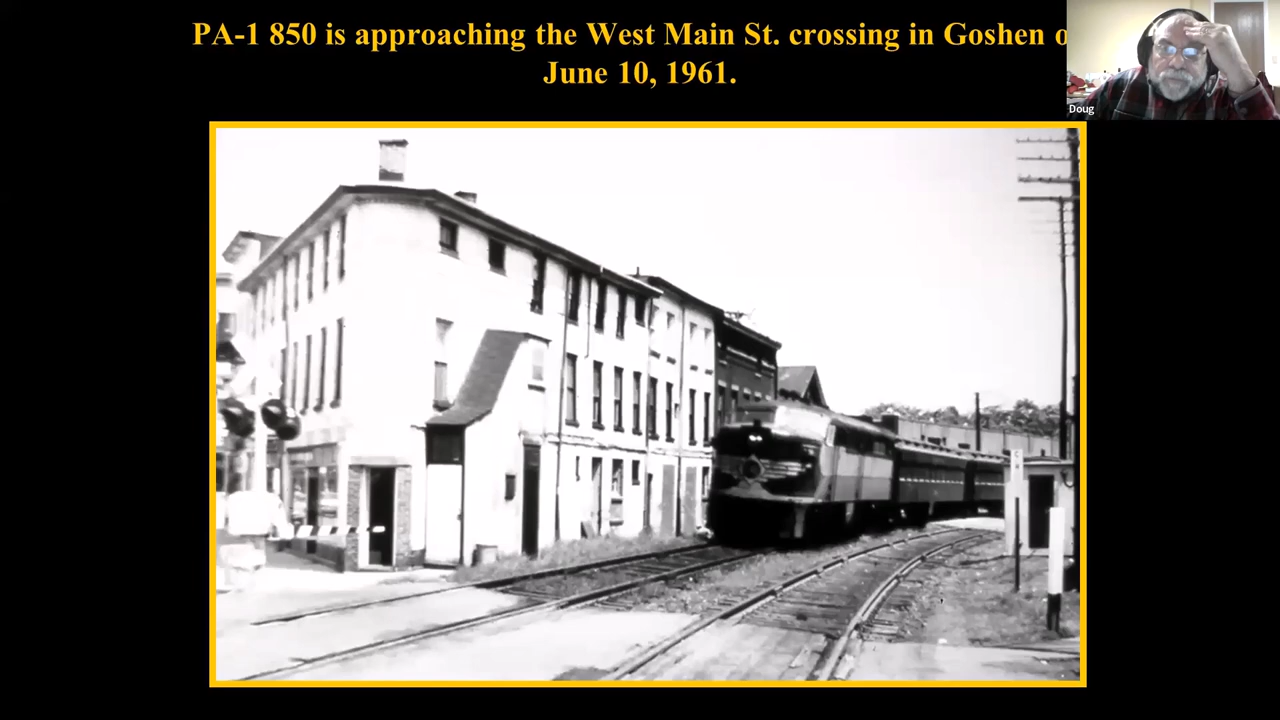 PA-1 850 is approaching the West Main St. crossing in Goshen o
June 10, 1961.
Doug